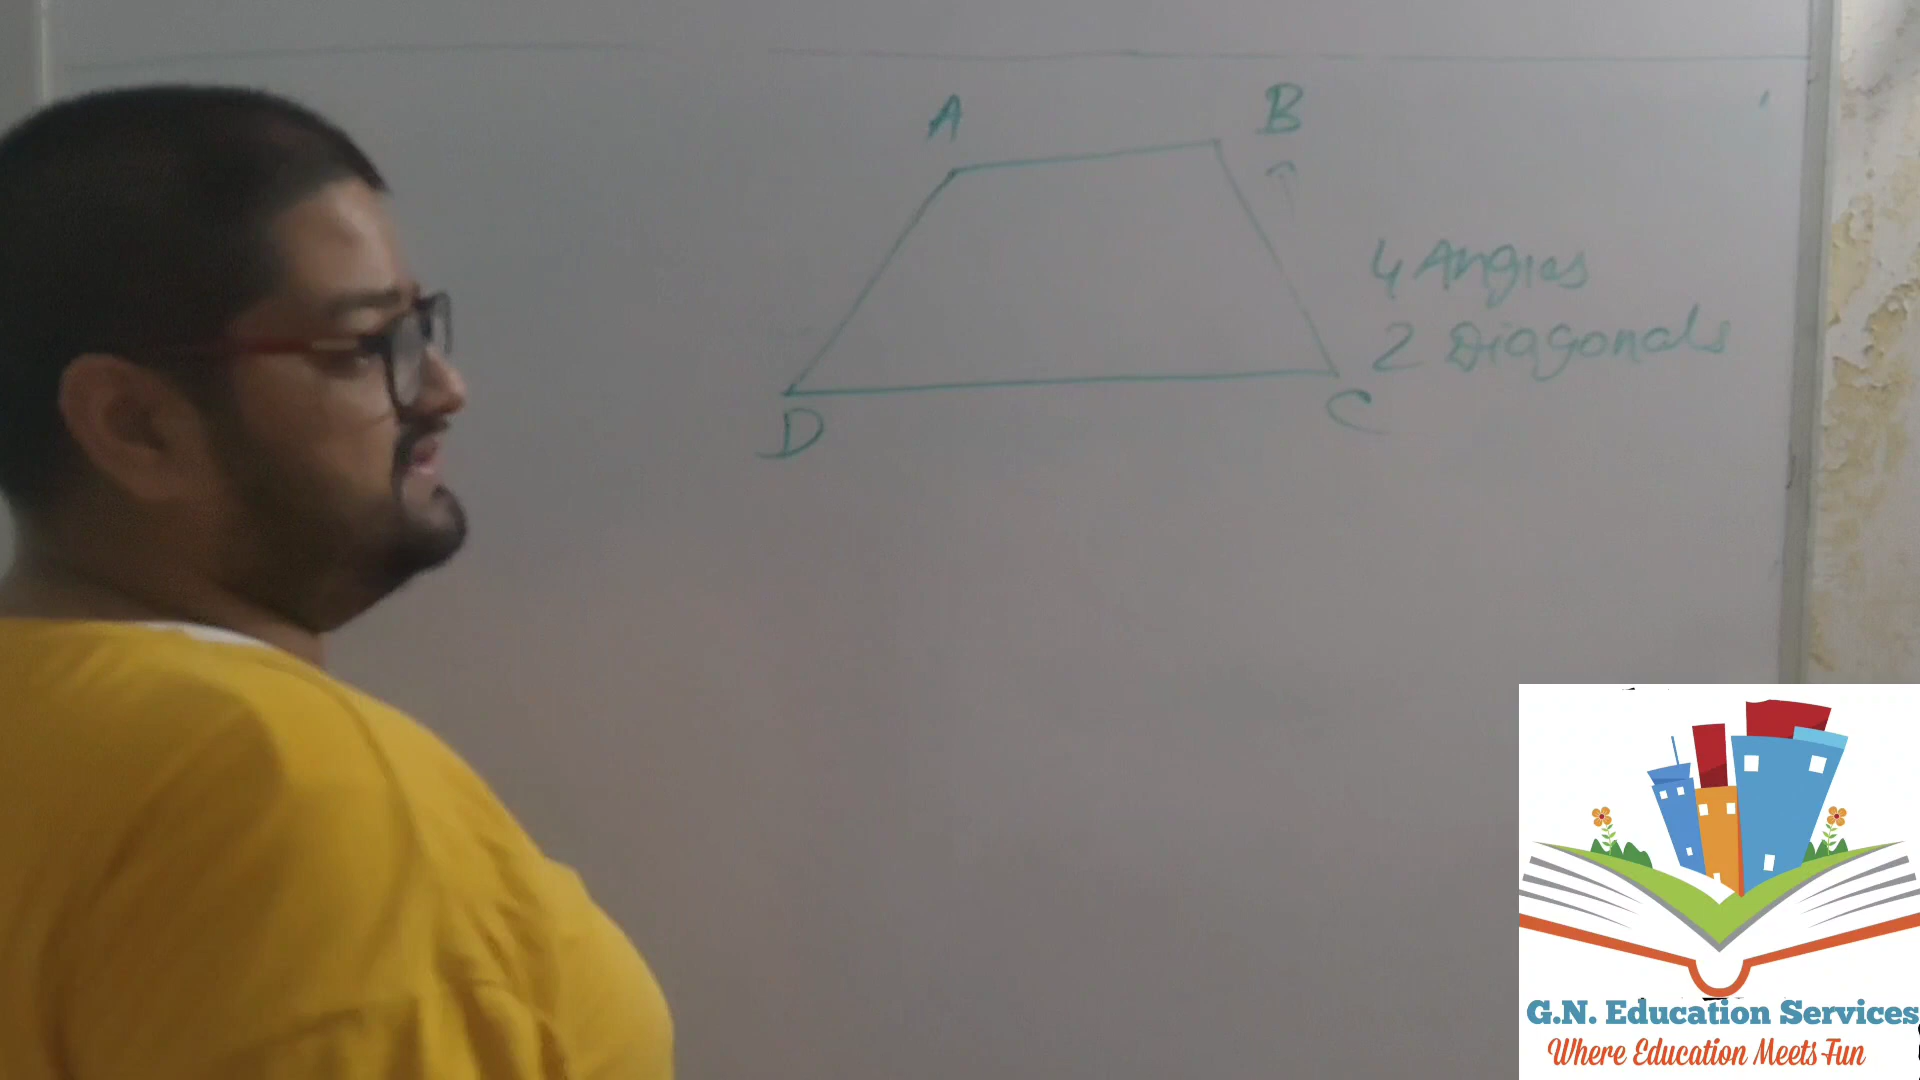 A
B
4 Angles
2 Diagonals
D
C
G.N. Education Services
Where Education Meets Fun